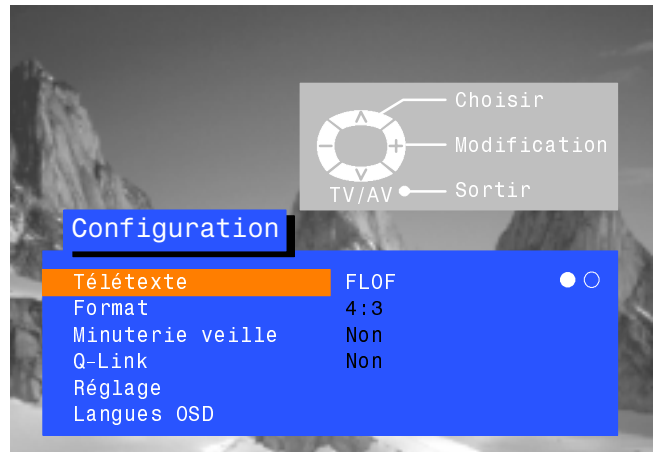 Choisir
Modification
TV/AV Sortir
Configuration
Télétexte FLOF
Format 4:3
Minuterie veille Non
Q-Link Non
Réglage
Langues OSD